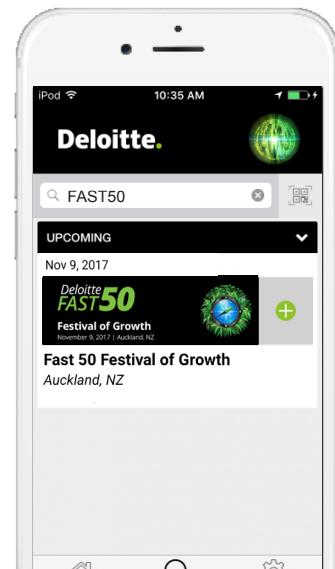 iPod 10:35 AM
Deloitte.
FAST50
UPCOMING
Nov 9, 2017
Deloitte
FAST50
Festival of Growth
November 9, 2017 | Auckland, NZ
Fast 50 Festival of Growth
Auckland, NZ